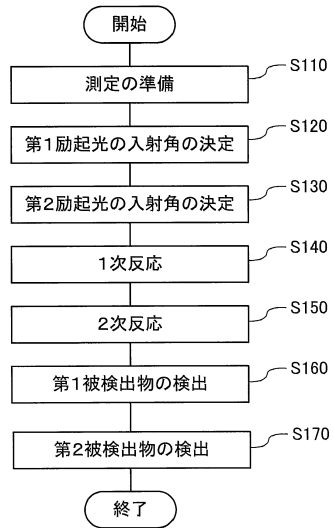 開始
測定の準備
S110
第1励起光の入射角の決定
S120
第2励起光の入射角の決定
S130
1次反応
S140
2次反応
S150
第1被検出物の検出
S160
第2被検出物の検出
S170
終了